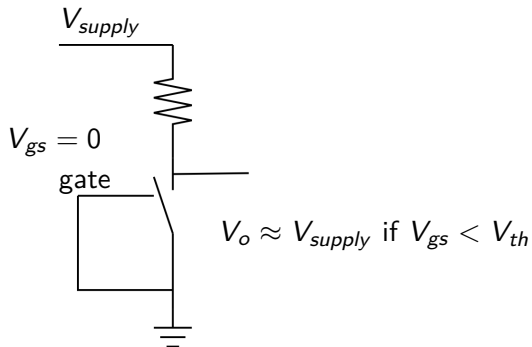 V_supply
V_gs = 0
gate
V_o ≈ V_supply if V_gs < V_th